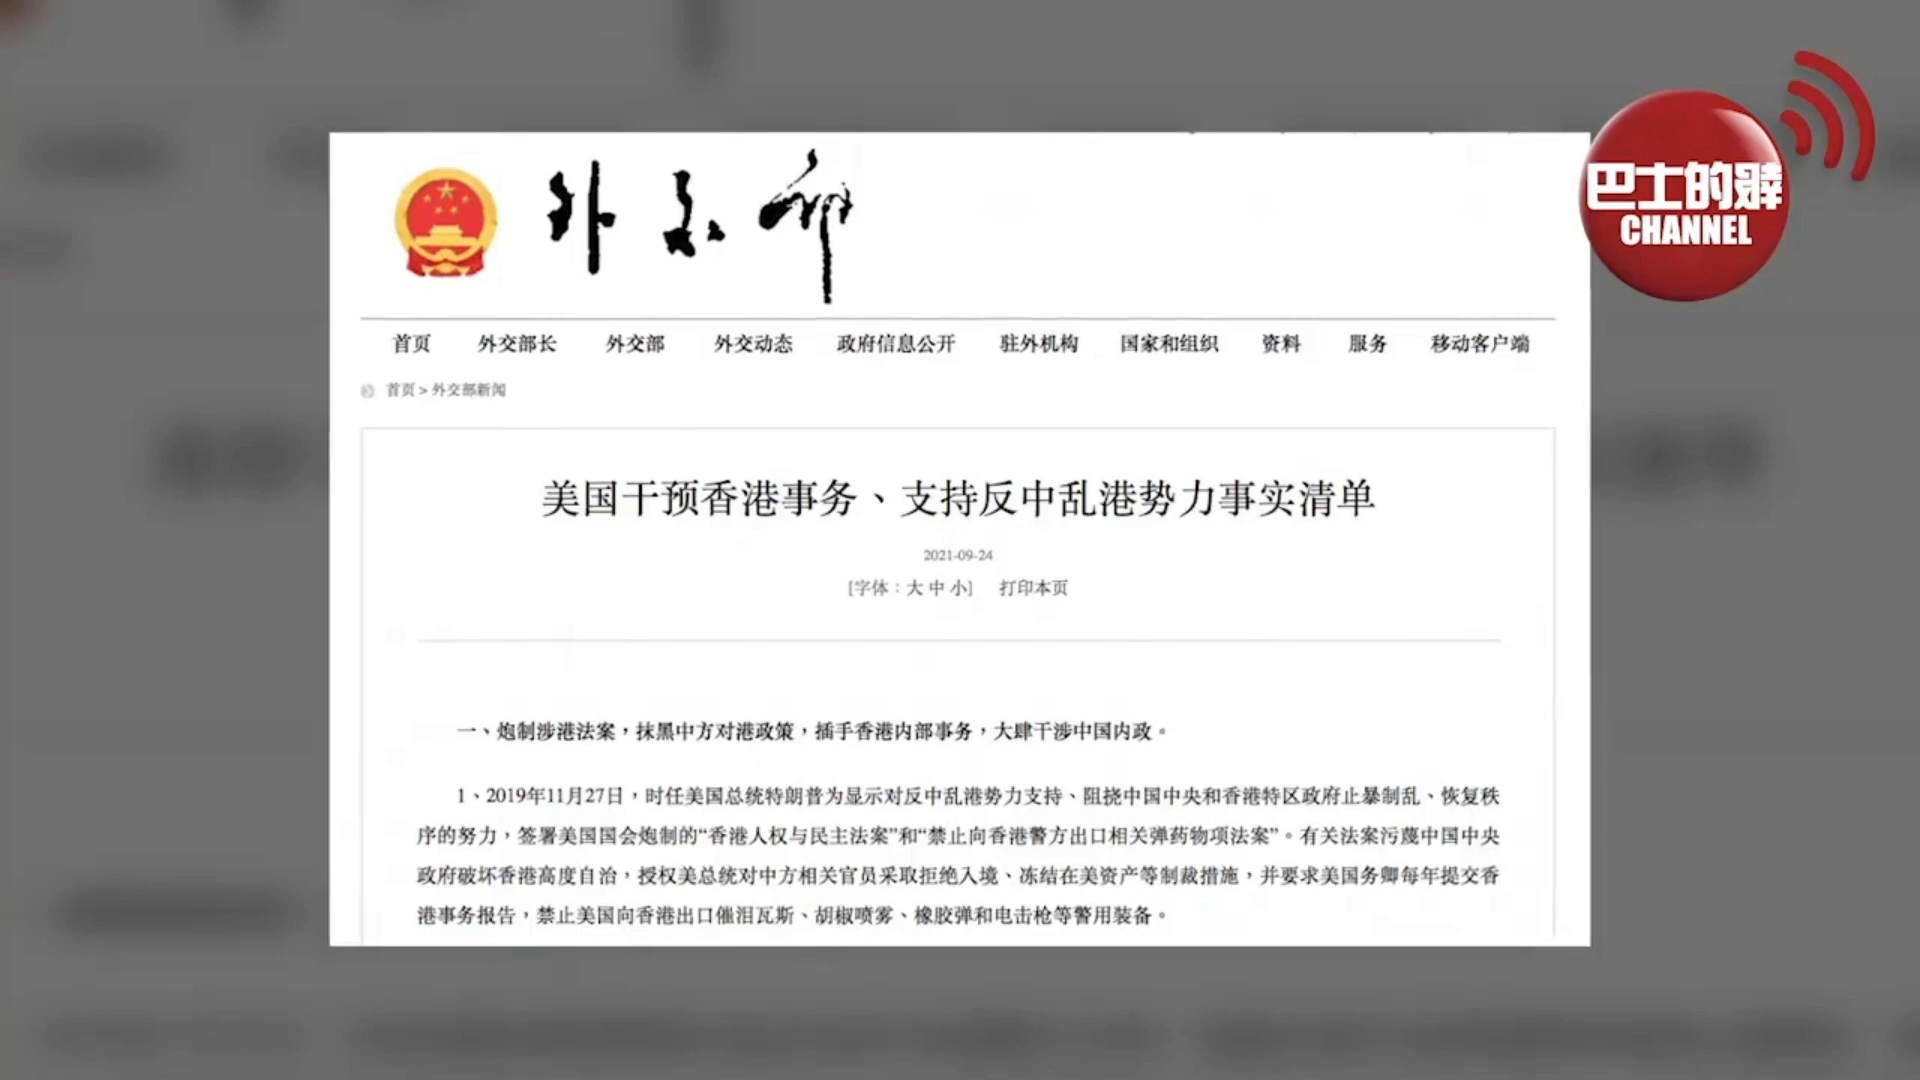 外交部
巴士的報
CHANNEL
首页 外交部长 外交部 外交动态 政府信息公开 驻外机构 国家和组织 资料 服务 移动客户端
首页 > 外交部新闻
美国干预香港事务、支持反中乱港势力事实清单
2021-09-24
[字体：大 中 小] 打印本页
一、炮制涉港法案，抹黑中方对港政策，插手香港内部事务，大肆干涉中国内政。
1、2019年11月27日，时任美国总统特朗普为显示对反中乱港势力支持、阻挠中国中央和香港特区政府止暴制乱、恢复秩
序的努力，签署美国国会炮制的“香港人权与民主法案”和“禁止向香港警方出口相关弹药物项法案”。有关法案污蔑中国中央
政府破坏香港高度自治，授权美总统对中方相关官员采取拒绝入境、冻结在美资产等制裁措施，并要求美国务卿每年提交香
港事务报告，禁止美国向香港出口催泪瓦斯、胡椒喷雾、橡胶弹和电击枪等警用装备。